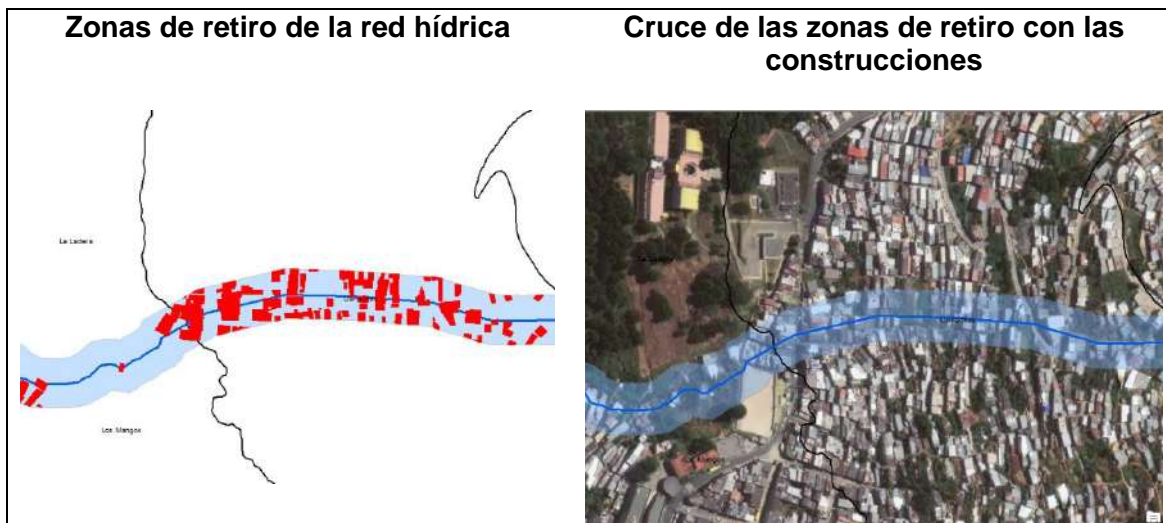 Zonas de retiro de la red hídrica
Cruce de las zonas de retiro con las
construcciones
La Ladera
Los Mangos